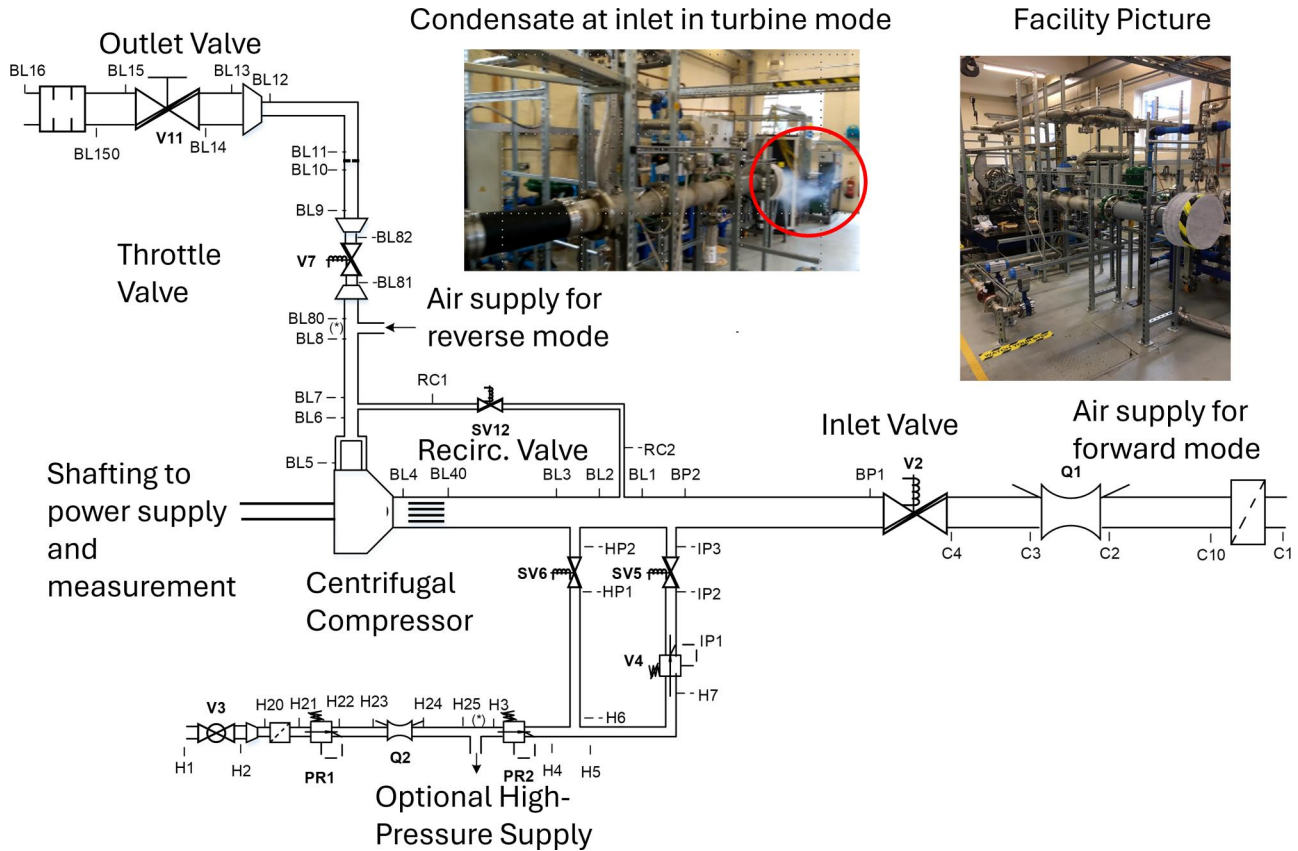 Condensate at inlet in turbine mode
Facility Picture
Outlet Valve
BL16
BL15
BL13
BL12
BL150
V11
BL14
BL11
BL10
BL9
BL82
Throttle
Valve
V7
BL81
Air supply for
reverse mode
BL80
(*)
BL8
RC1
BL7
BL6
SV12
Recirc. Valve
RC2
Inlet Valve
V2
Air supply for
forward mode
Q1
BL5
BL4
BL40
BL3
BL2
BL1
BP2
BP1
Shafting to
power supply
and
measurement
C4
C3
C2
C10
C1
HP2
IP3
SV6
SV5
HP1
IP2
Centrifugal
Compressor
IP1
V4
H7
V3
H20
H21
H22
H23
H24
H25
(*)
H3
H6
H1
H2
PR1
Q2
PR2
H4
H5
Optional High-
Pressure Supply